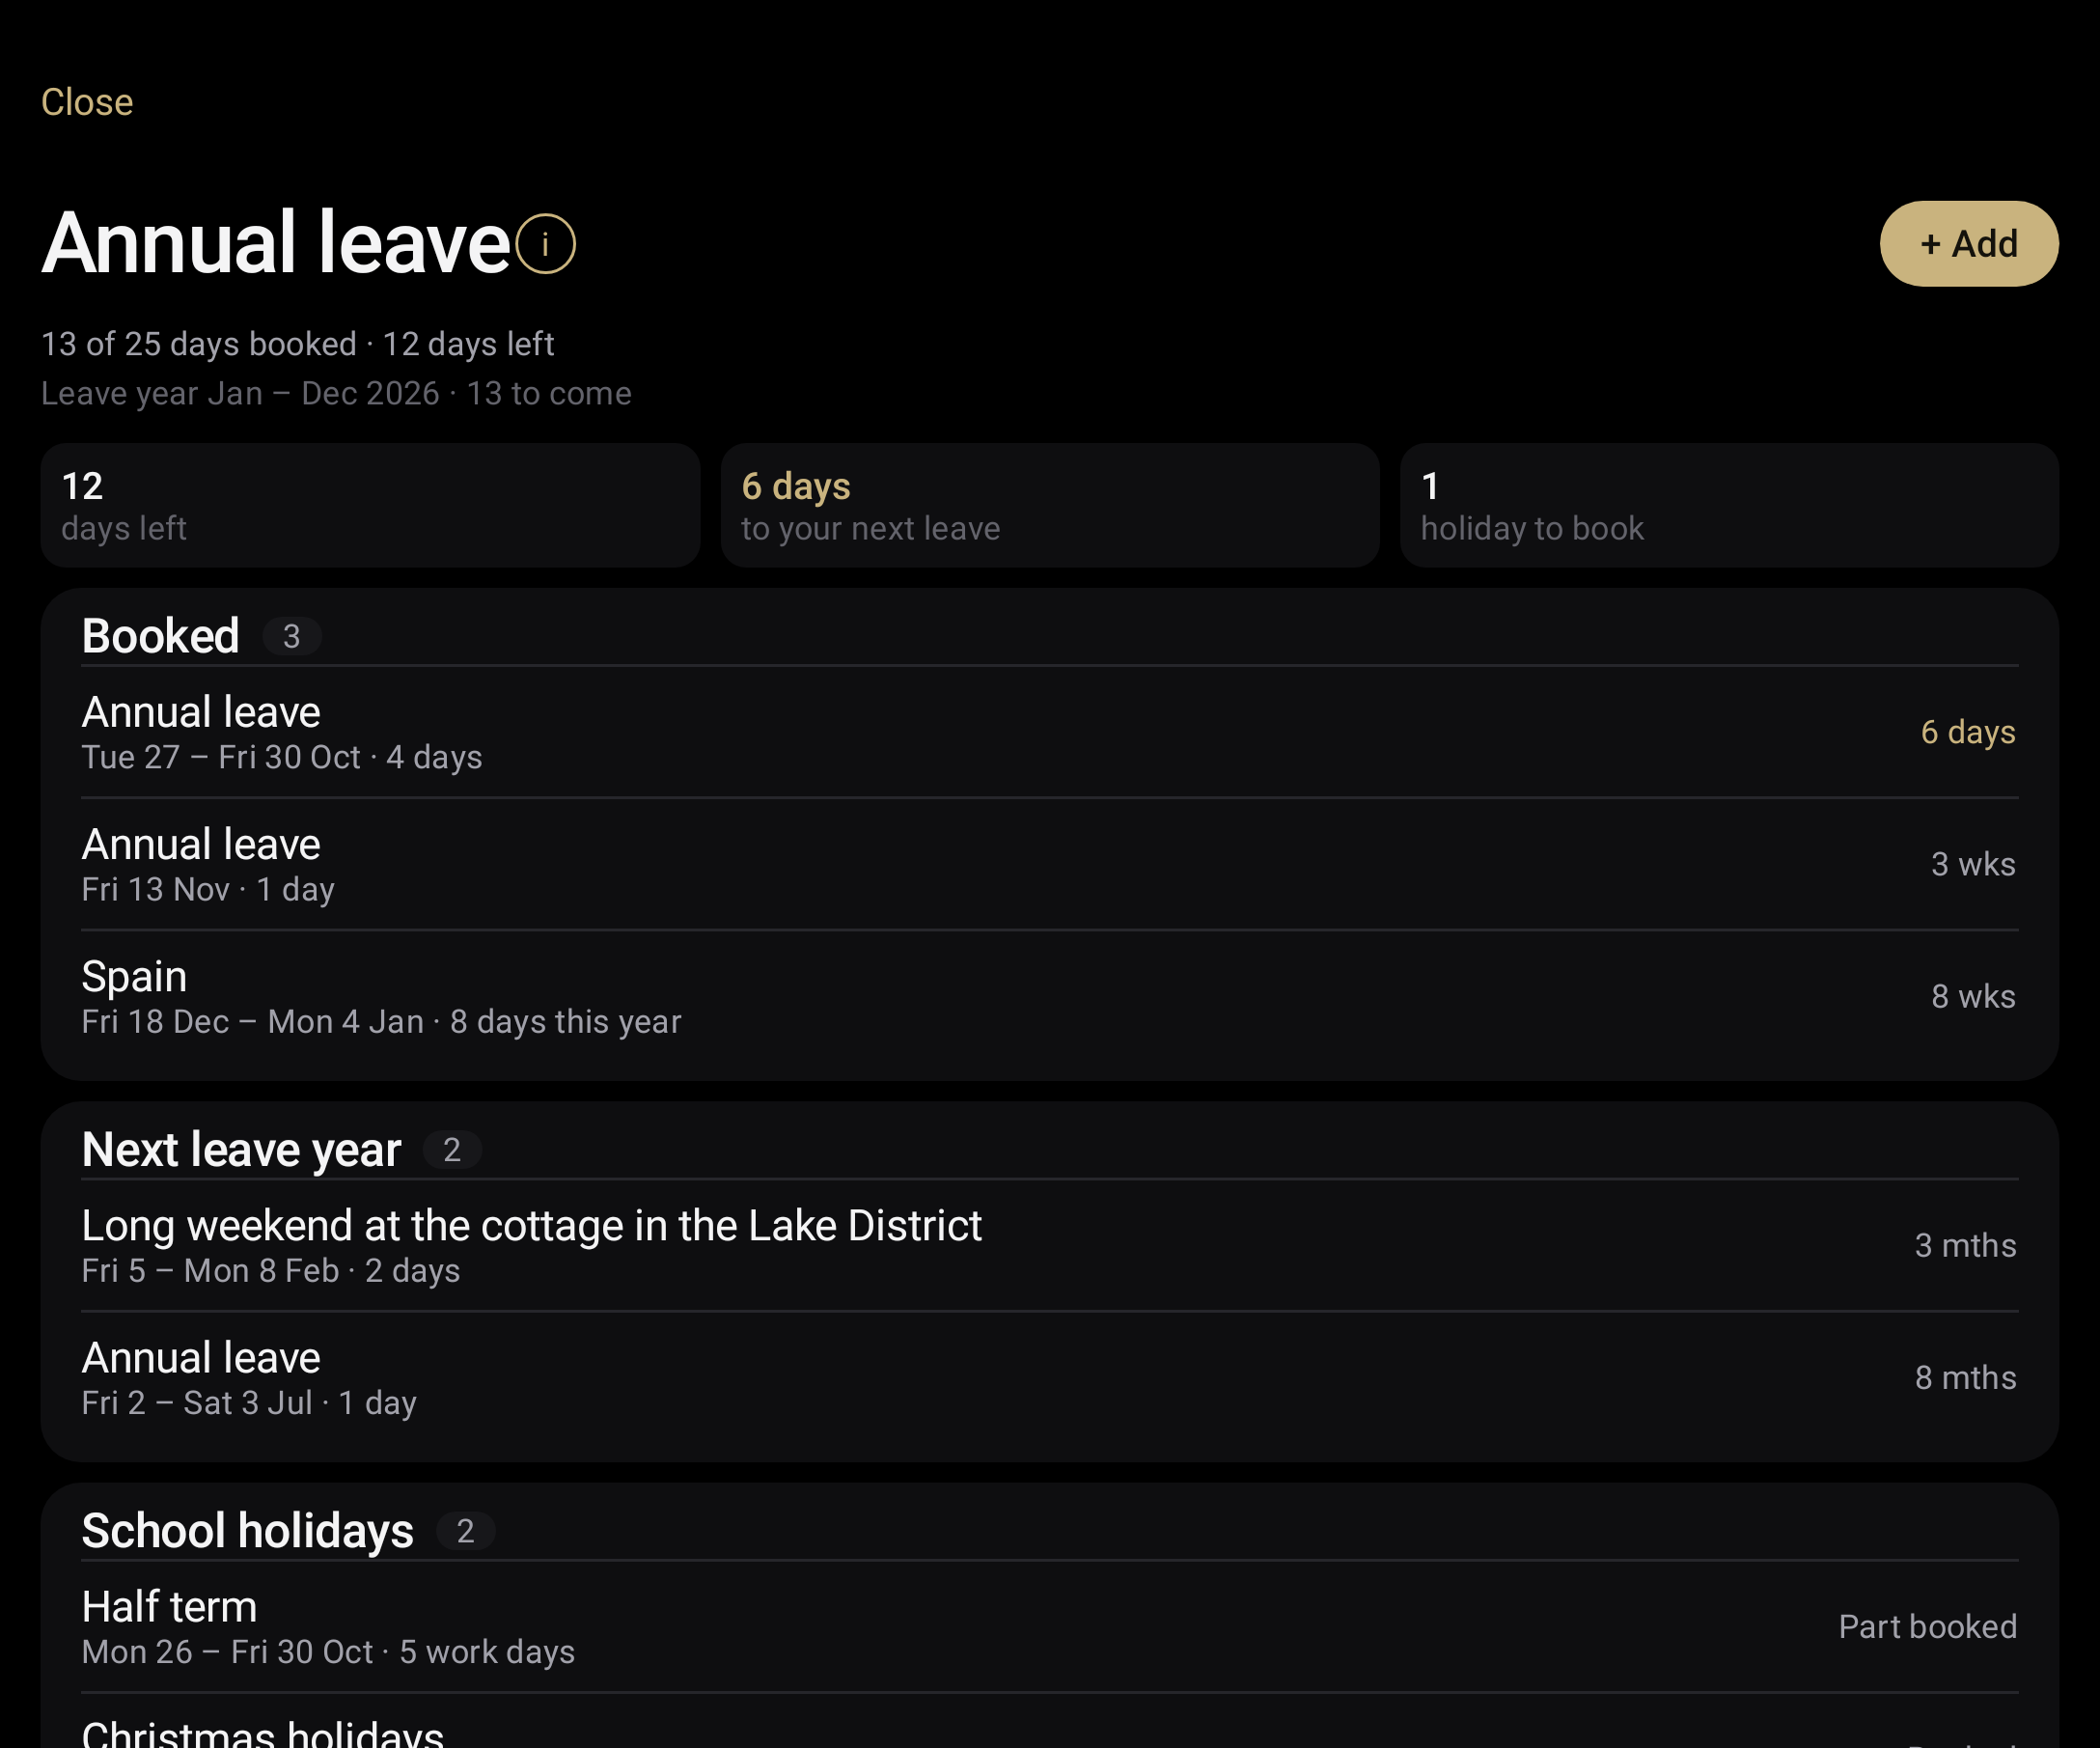 Close
Annual leave i
+ Add
13 of 25 days booked · 12 days left
Leave year Jan – Dec 2026 · 13 to come
12
days left
6 days
to your next leave
1
holiday to book
Booked 3
Annual leave
Tue 27 – Fri 30 Oct · 4 days
6 days
Annual leave
Fri 13 Nov · 1 day
3 wks
Spain
Fri 18 Dec – Mon 4 Jan · 8 days this year
8 wks
Next leave year 2
Long weekend at the cottage in the Lake District
Fri 5 – Mon 8 Feb · 2 days
3 mths
Annual leave
Fri 2 – Sat 3 Jul · 1 day
8 mths
School holidays 2
Half term
Mon 26 – Fri 30 Oct · 5 work days
Part booked
Christmas holidays